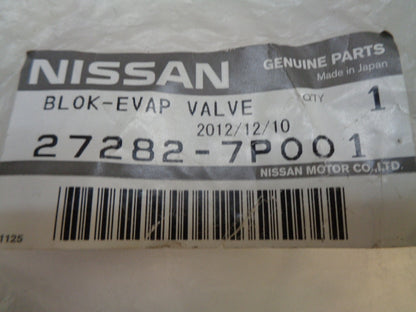 NISSAN
GENUINE PARTS
Made in Japan
BLOK-EVAP VALVE
QTY 1
2012/12/10
27282-7P001
NISSAN MOTOR CO.,LTD.
1125